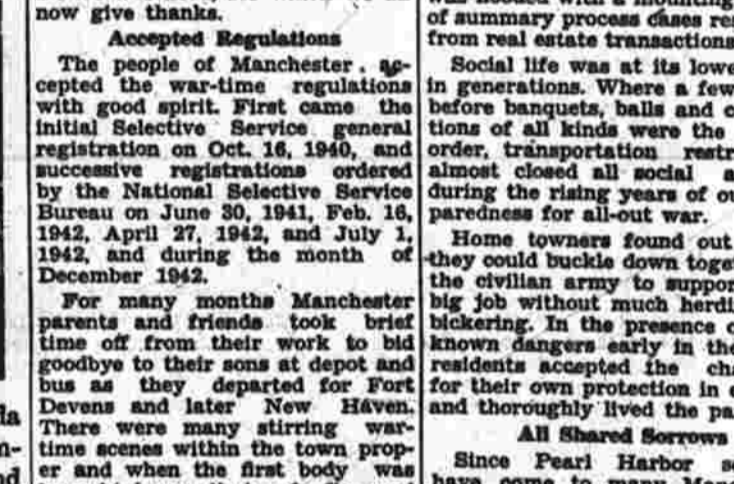 now give thanks.
Accepted Regulations
The people of Manchester ac-
cepted the war-time regulations
with good spirit. First came the
initial Selective Service general
registration on Oct. 16, 1940, and
successive registrations ordered
by the National Selective Service
Bureau on June 30, 1941, Feb. 16,
1942, April 27, 1942, and July 1,
1942, and during the month of
December 1942.
For many months Manchester
parents and friends took brief
time off from their work to bid
goodbye to their sons at depot and
bus as they departed for Fort
Devens and later New Haven.
There were many stirring war-
time scenes within the town prop-
er and when the first body was
of summary process cases re
from real estate transactions
Social life was at its lowe
in generations. Where a few
before banquets, balls and c
tions of all kinds were the
order, transportation restr
almost closed all social a
during the rising years of ou
paredness for all-out war.
Home towners found out
they could buckle down toge
the civilian army to suppor
big job without much herdi
bickering. In the presence o
known dangers early in the
residents accepted the cha
for their own protection in
and thoroughly lived the pa
All Shared Sorrows
Since Pearl Harbor
have come to many